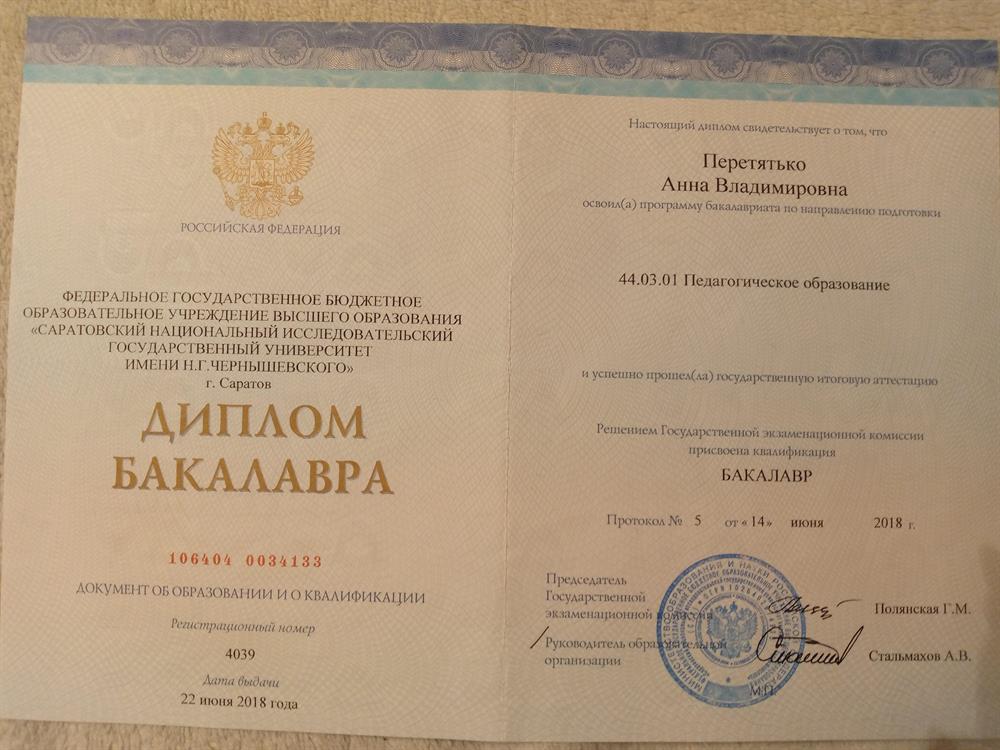 РОССИЙСКАЯ ФЕДЕРАЦИЯ
ФЕДЕРАЛЬНОЕ ГОСУДАРСТВЕННОЕ БЮДЖЕТНОЕ
ОБРАЗОВАТЕЛЬНОЕ УЧРЕЖДЕНИЕ ВЫСШЕГО ОБРАЗОВАНИЯ
«САРАТОВСКИЙ НАЦИОНАЛЬНЫЙ ИССЛЕДОВАТЕЛЬСКИЙ
ГОСУДАРСТВЕННЫЙ УНИВЕРСИТЕТ
ИМЕНИ Н.Г.ЧЕРНЫШЕВСКОГО»
г. Саратов
ДИПЛОМ
БАКАЛАВРА
106404 0034133
ДОКУМЕНТ ОБ ОБРАЗОВАНИИ И О КВАЛИФИКАЦИИ
Регистрационный номер
4039
Дата выдачи
22 июня 2018 года
Настоящий диплом свидетельствует о том, что
Перетятько
Анна Владимировна
освоил(а) программу бакалавриата по направлению подготовки
44.03.01 Педагогическое образование
и успешно прошел(ла) государственную итоговую аттестацию
Решением Государственной экзаменационной комиссии
присвоена квалификация
БАКАЛАВР
Протокол № 5 от «14» июня 2018 г.
Председатель
Государственной
экзаменационной комиссии
Полянская Г.М.
Руководитель образовательной
организации
Стальмахов А.В.
М.П.